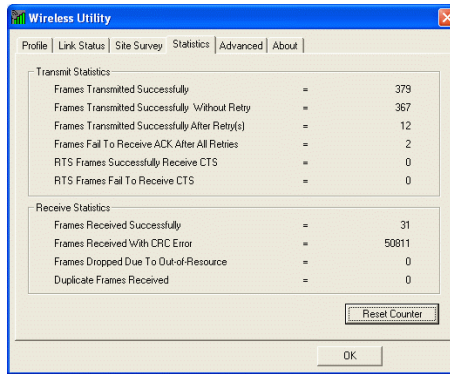 Wireless Utility
Profile Link Status Site Survey Statistics Advanced About
Transmit Statistics
Frames Transmitted Successfully = 379
Frames Transmitted Successfully Without Retry = 367
Frames Transmitted Successfully After Retry(s) = 12
Frames Fail To Receive ACK After All Retries = 2
RTS Frames Successfully Receive CTS = 0
RTS Frames Fail To Receive CTS = 0
Receive Statistics
Frames Received Successfully = 31
Frames Received With CRC Error = 50811
Frames Dropped Due To Out-of-Resource = 0
Duplicate Frames Received = 0
Reset Counter
OK